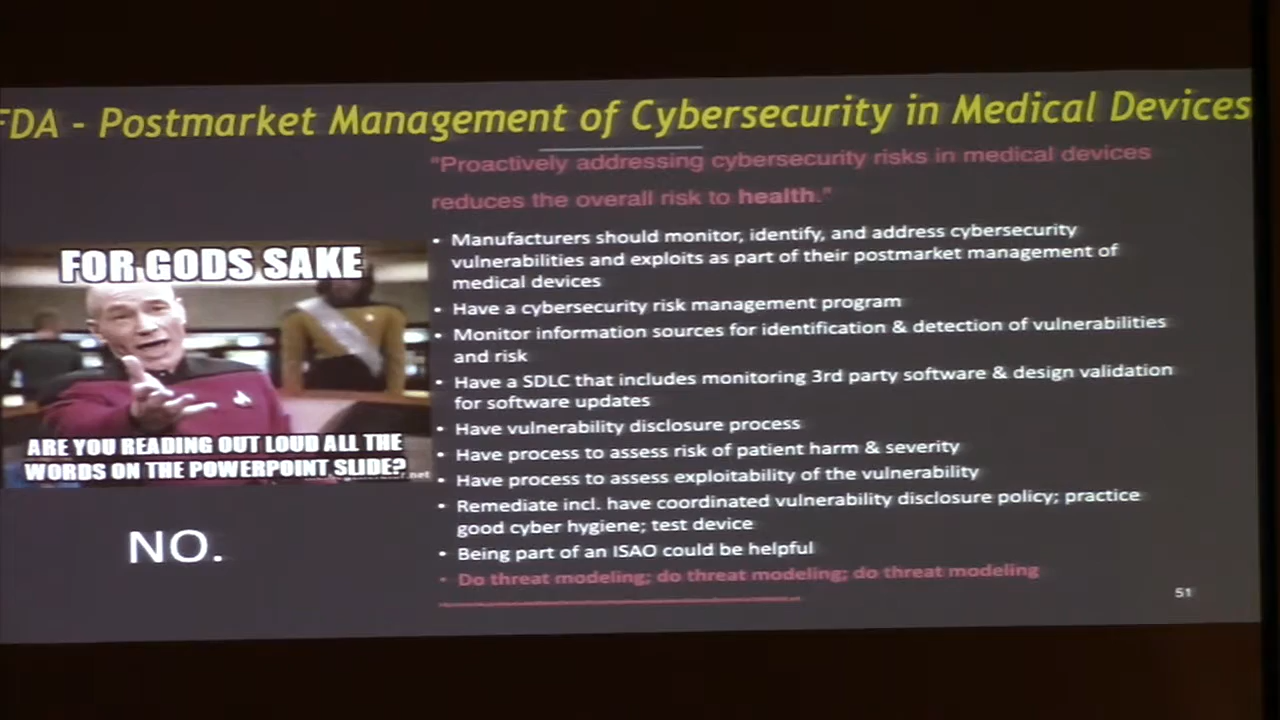 FDA - Postmarket Management of Cybersecurity in Medical Devices
"Proactively addressing cybersecurity risks in medical devices
reduces the overall risk to health."
• Manufacturers should monitor, identify, and address cybersecurity
vulnerabilities and exploits as part of their postmarket management of
medical devices
• Have a cybersecurity risk management program
• Monitor information sources for identification & detection of vulnerabilities
and risk
• Have a SDLC that includes monitoring 3rd party software & design validation
for software updates
• Have vulnerability disclosure process
• Have process to assess risk of patient harm & severity
• Have process to assess exploitability of the vulnerability
• Remediate incl. have coordinated vulnerability disclosure policy; practice
good cyber hygiene; test device
• Being part of an ISAO could be helpful
• Do threat modeling; do threat modeling; do threat modeling
FOR GODS SAKE
ARE YOU READING OUT LOUD ALL THE
WORDS ON THE POWERPOINT SLIDE?
NO.
51